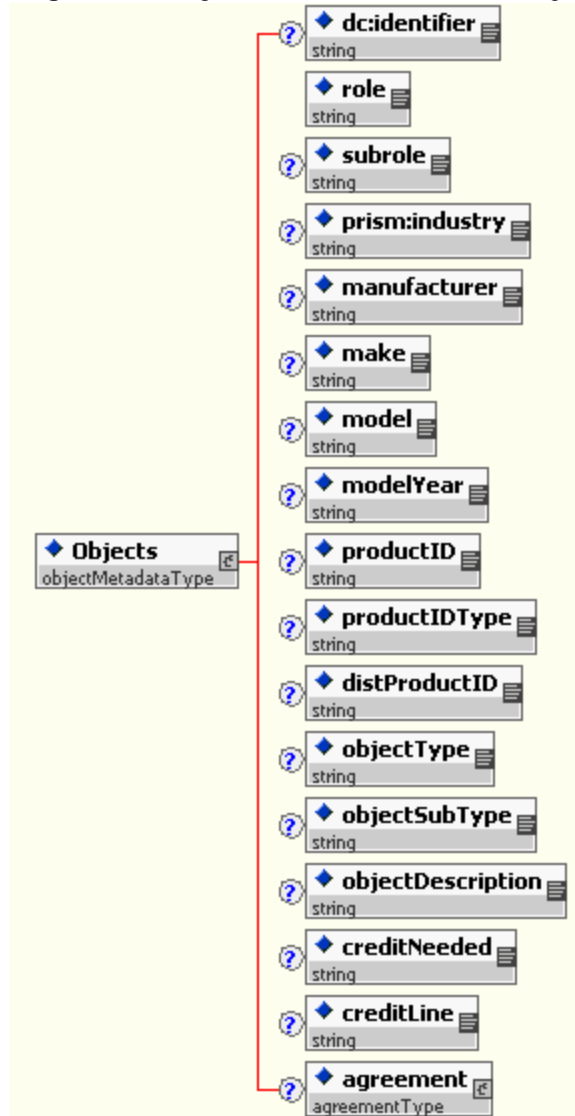 dc:identifier
string
role
string
subrole
string
prism:industry
string
manufacturer
string
make
string
model
string
modelYear
string
Objects
objectMetadataType
productID
string
productIDType
string
distProductID
string
objectType
string
objectSubType
string
objectDescription
string
creditNeeded
string
creditLine
string
agreement
agreementType